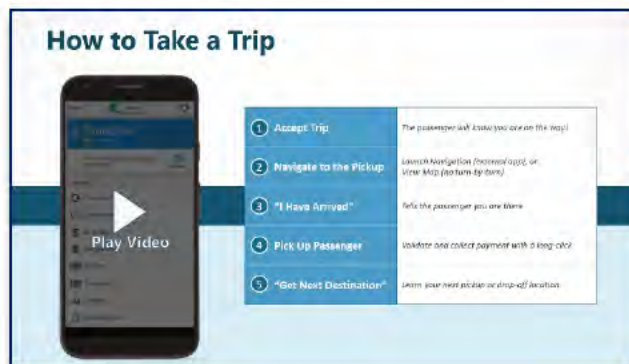 How to Take a Trip
Play Video
1 Accept Trip
The passenger will know you are on the way!
2 Navigate to the Pickup
Launch Navigation (external app), or
View Map (no turn-by-turn)
3 "I Have Arrived"
Tells the passenger you are there
4 Pick Up Passenger
Validate and collect payment with a long-click
5 "Get Next Destination"
Learn your next pickup or drop-off location